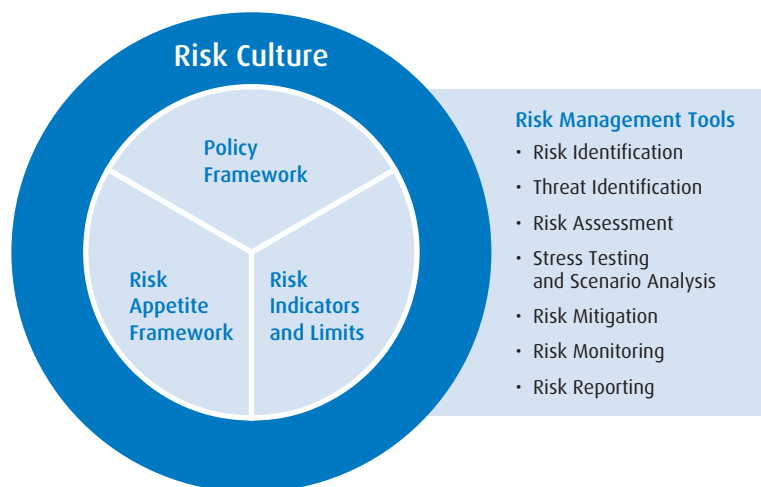 Risk Culture
Policy
Framework
Risk
Appetite
Framework
Risk
Indicators
and Limits
Risk Management Tools
• Risk Identification
• Threat Identification
• Risk Assessment
• Stress Testing
and Scenario Analysis
• Risk Mitigation
• Risk Monitoring
• Risk Reporting